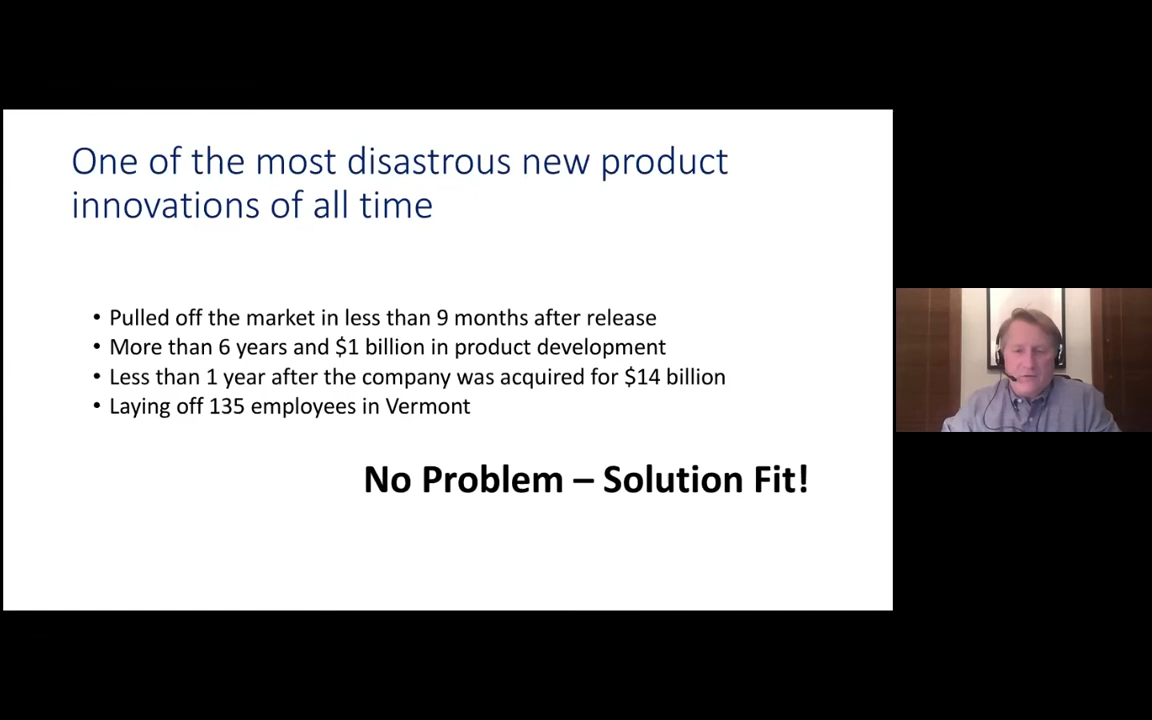 One of the most disastrous new product
innovations of all time
• Pulled off the market in less than 9 months after release
• More than 6 years and $1 billion in product development
• Less than 1 year after the company was acquired for $14 billion
• Laying off 135 employees in Vermont
No Problem – Solution Fit!